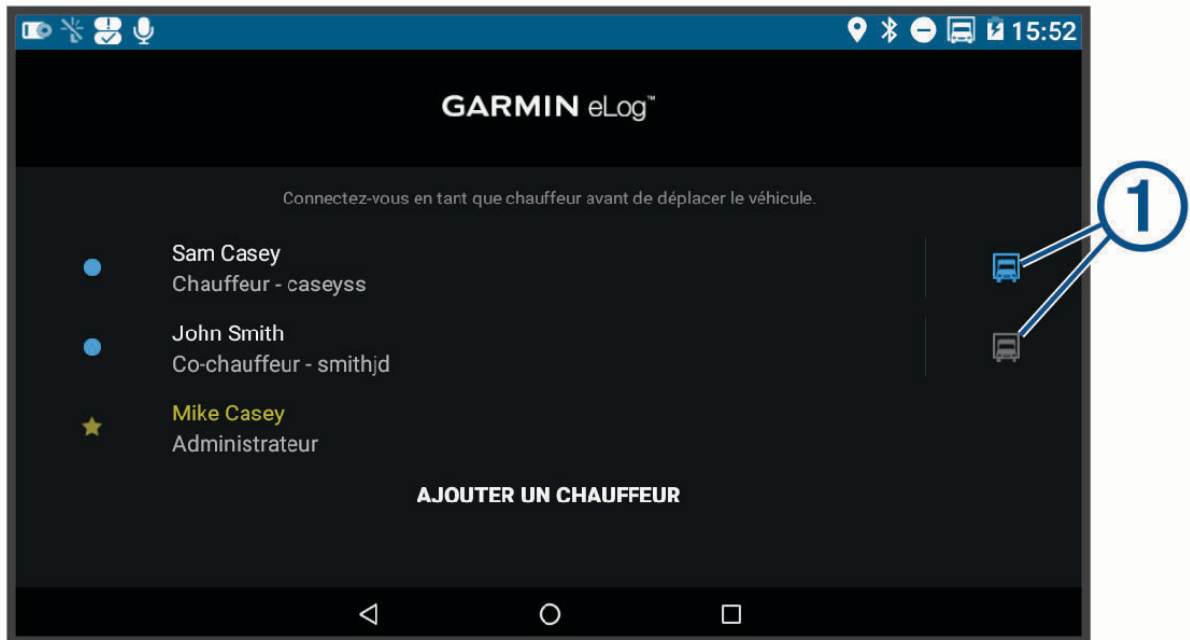 15:52
GARMIN eLog™
Connectez-vous en tant que chauffeur avant de déplacer le véhicule.
1
Sam Casey
Chauffeur - caseyss
John Smith
Co-chauffeur - smithjd
Mike Casey
Administrateur
AJOUTER UN CHAUFFEUR